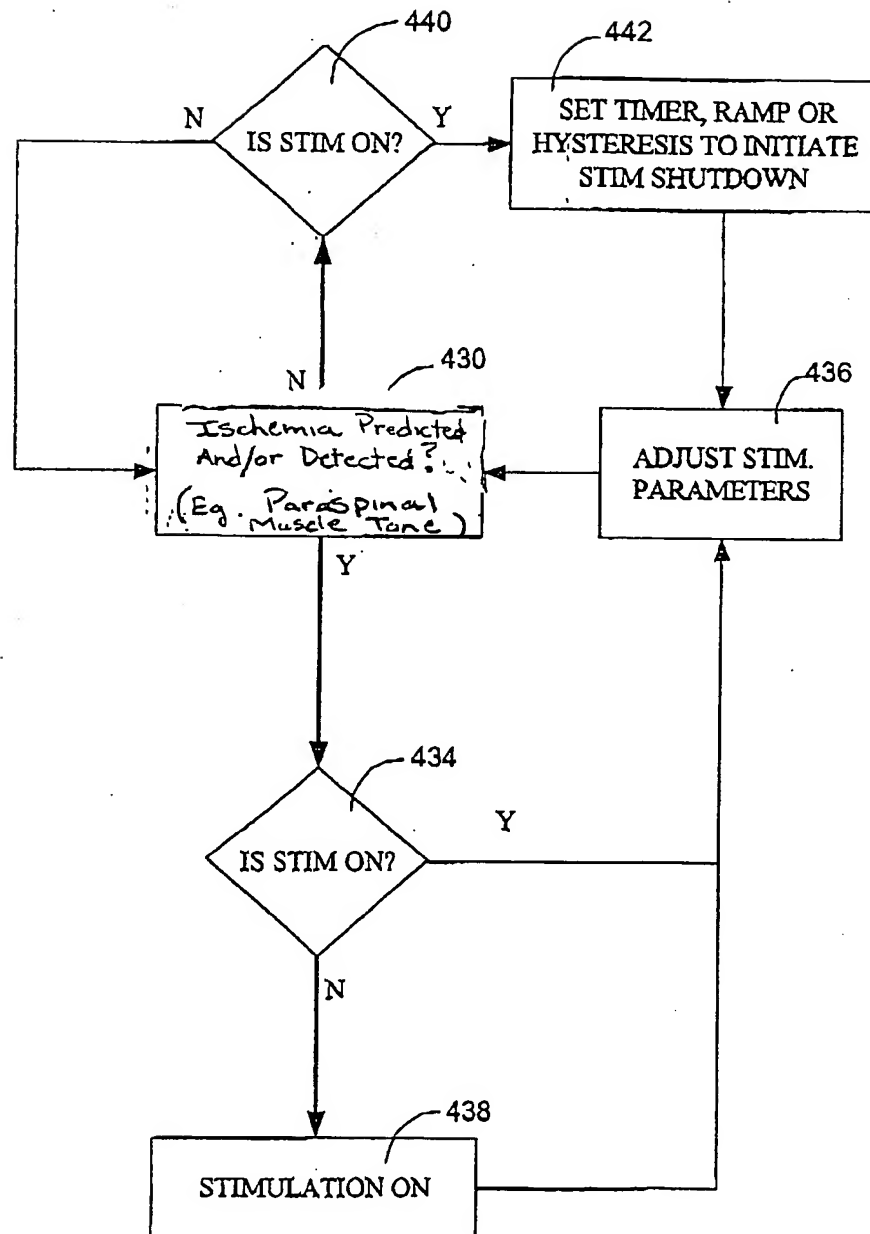 440
442
N
IS STIM ON?
Y
SET TIMER, RAMP OR
HYSTERESIS TO INITIATE
STIM SHUTDOWN
N
430
436
Ischemia Predicted
And/or Detected?
(Eg. Paraspinal
Muscle Tone)
ADJUST STIM.
PARAMETERS
Y
434
Y
IS STIM ON?
N
438
STIMULATION ON